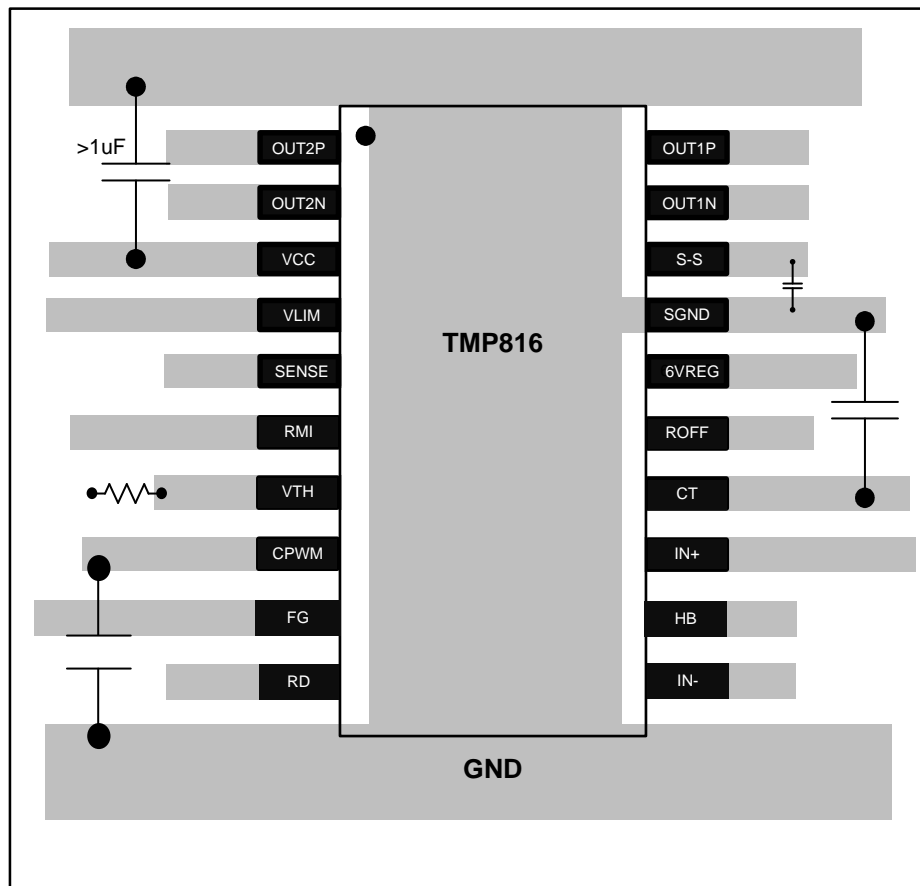 >1uF
OUT2P
OUT1P
OUT2N
OUT1N
VCC
S-S
VLIM
SGND
TMP816
SENSE
6VREG
RMI
ROFF
VTH
CT
CPWM
IN+
FG
HB
RD
IN-
GND